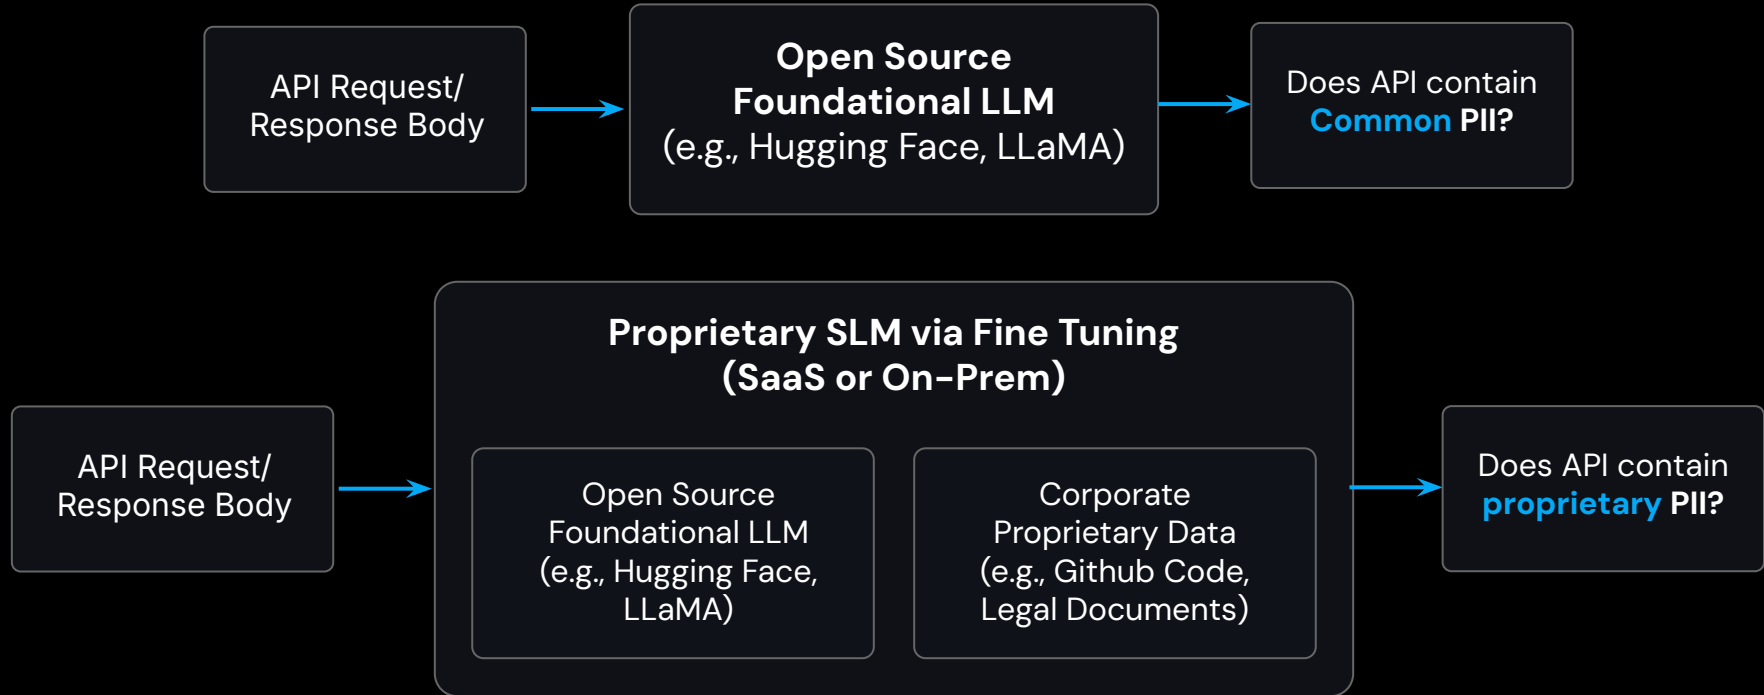 API Request/
Response Body
Open Source
Foundational LLM
(e.g., Hugging Face, LLaMA)
Does API contain
Common PII?
Proprietary SLM via Fine Tuning
(SaaS or On-Prem)
API Request/
Response Body
Open Source
Foundational LLM
(e.g., Hugging Face,
LLaMA)
Corporate
Proprietary Data
(e.g., Github Code,
Legal Documents)
Does API contain
proprietary PII?